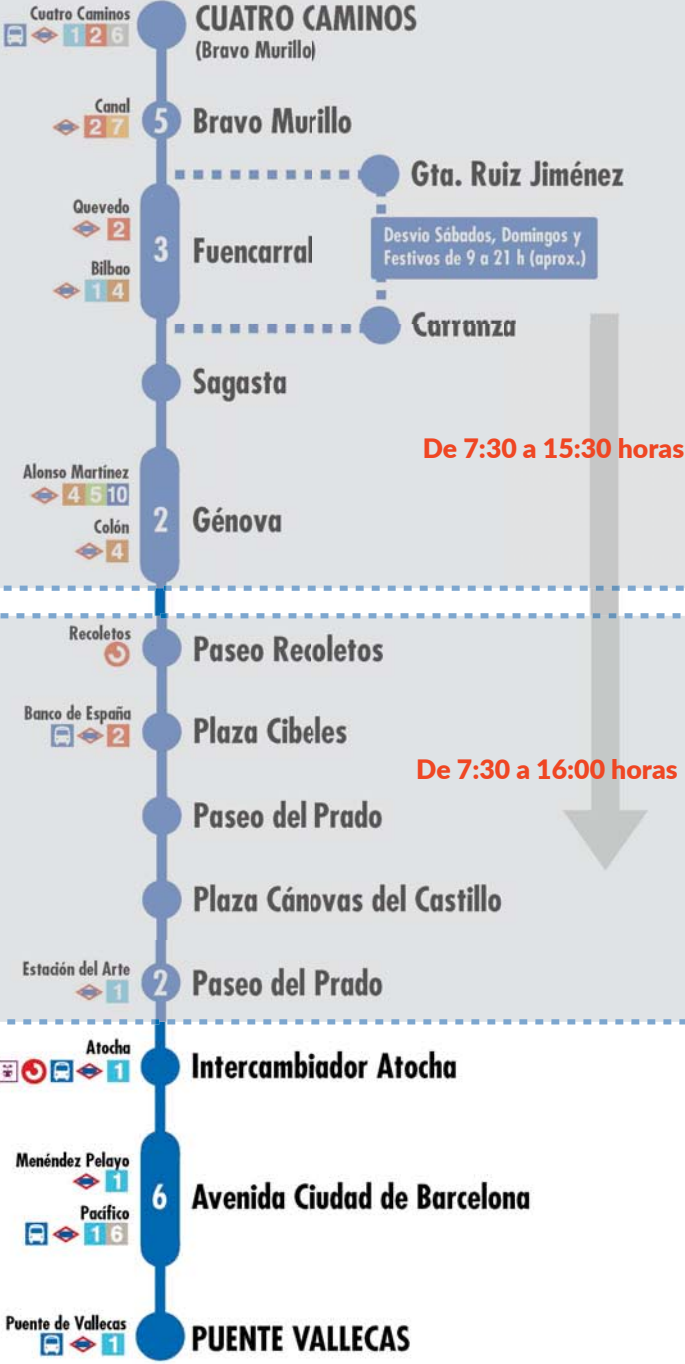 Cuatro Caminos
1 2 6
CUATRO CAMINOS
(Bravo Murillo)
Canal
2 7
5
Bravo Murillo
Gta. Ruiz Jiménez
Quevedo
2
Bilbao
1 4
3
Fuencarral
Desvio Sábados, Domingos y
Festivos de 9 a 21 h (aprox.)
Carranza
Sagasta
De 7:30 a 15:30 horas
Alonso Martínez
4 5 10
Colón
4
2
Génova
Recoletos
Paseo Recoletos
Banco de España
2
Plaza Cibeles
De 7:30 a 16:00 horas
Paseo del Prado
Plaza Cánovas del Castillo
Estación del Arte
1
2
Paseo del Prado
Atocha
1
Intercambiador Atocha
Menéndez Pelayo
1
Pacífico
1 6
6
Avenida Ciudad de Barcelona
Puente de Vallecas
1
PUENTE VALLECAS